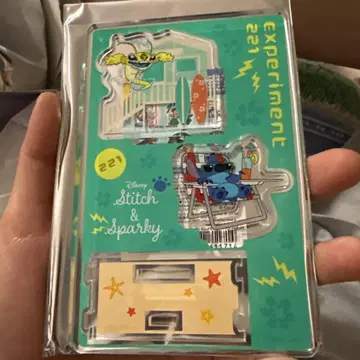 Experiment
221
221
Disney
Stitch
&
Sparky